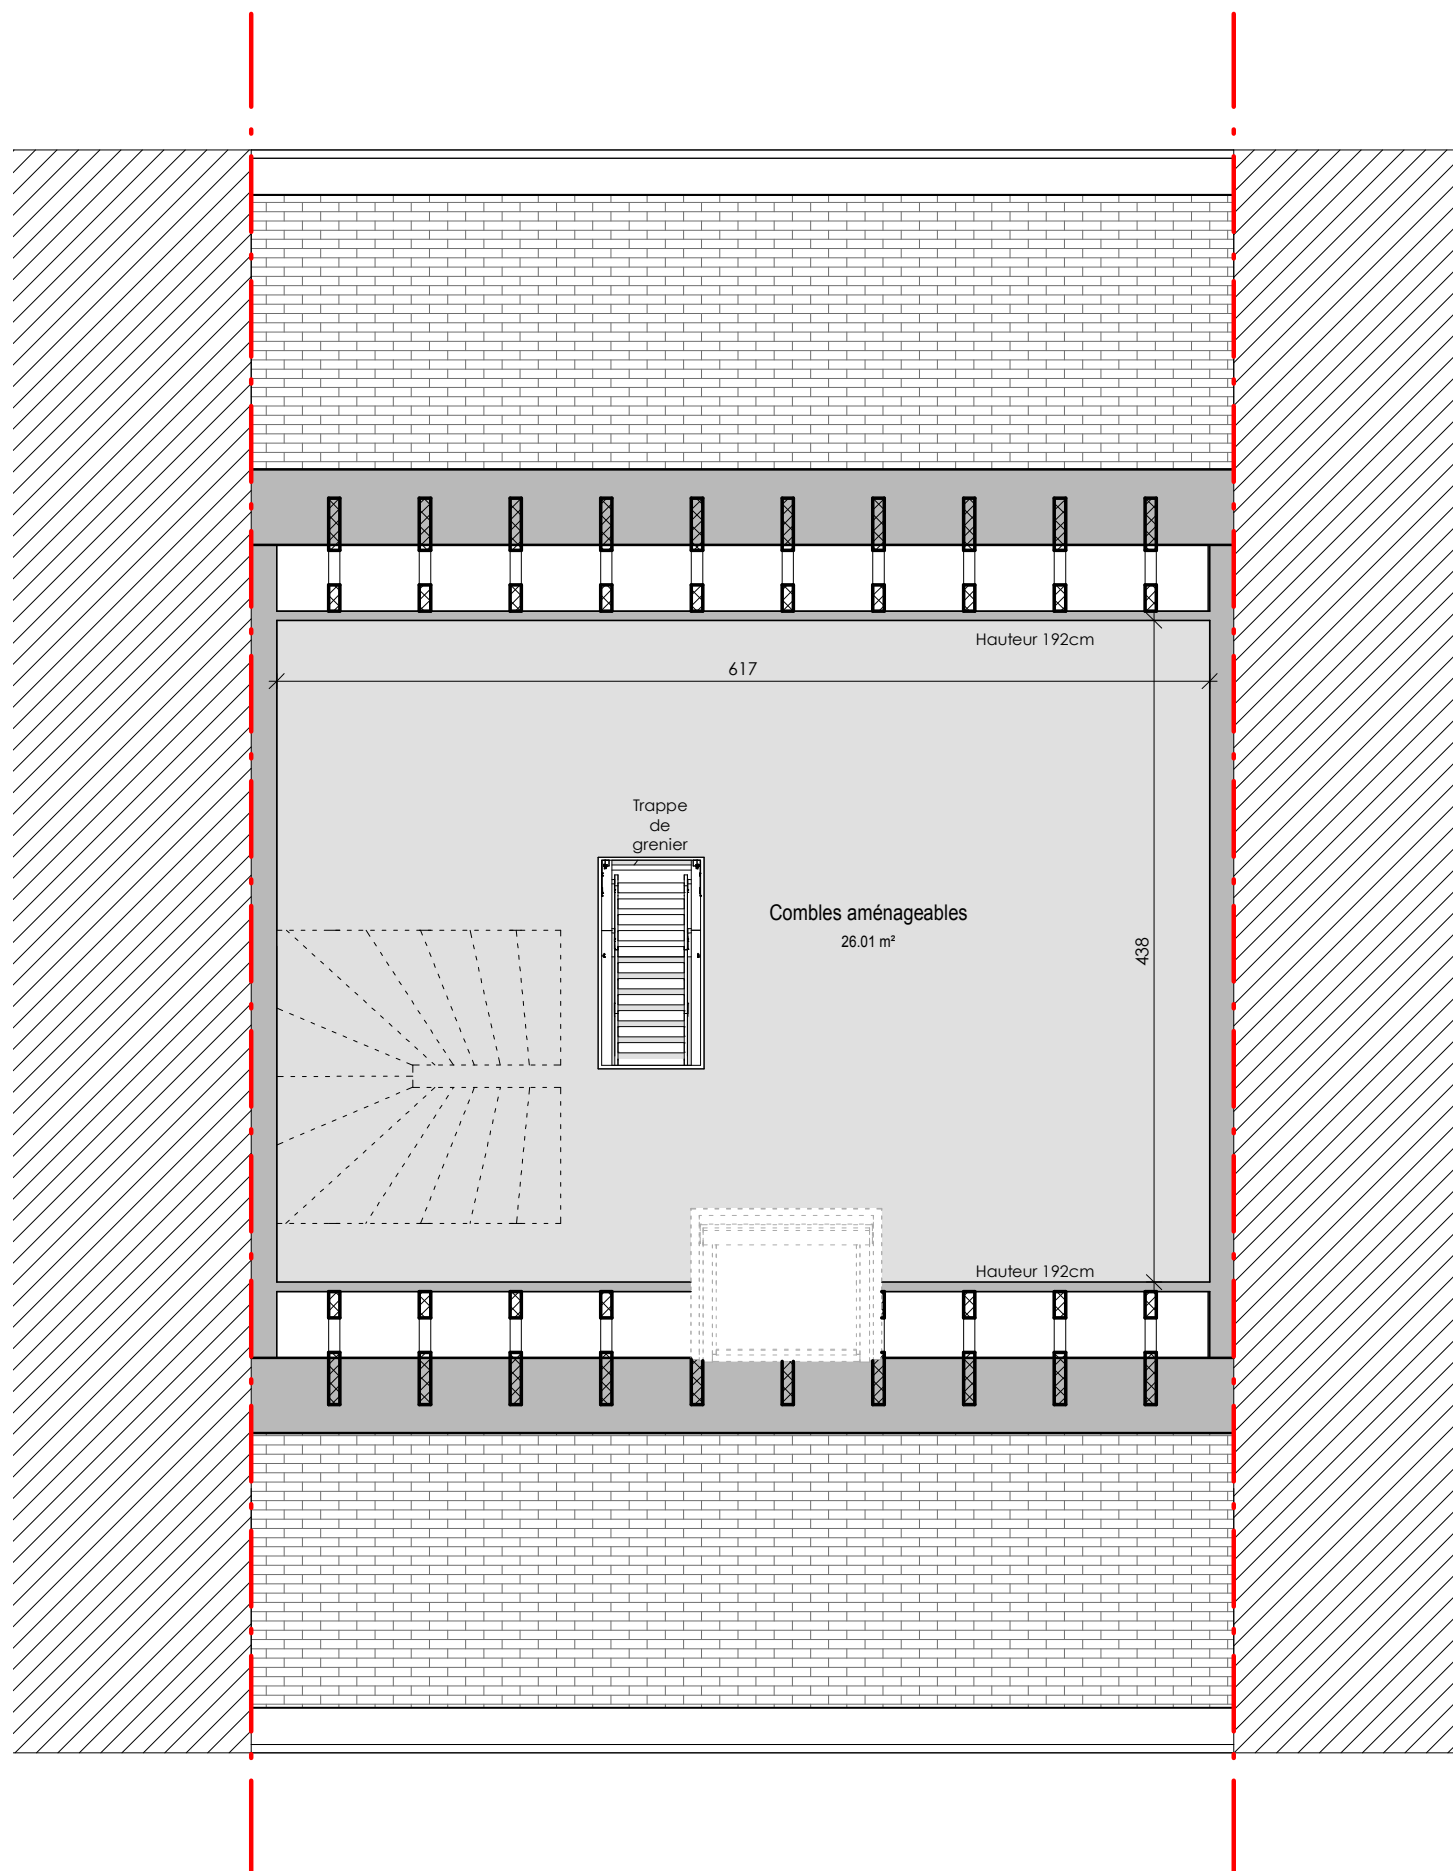 Hauteur 192cm
617
Trappe
de
grenier
Combles aménageables
26.01 m²
438
Hauteur 192cm